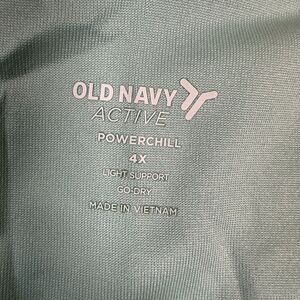 OLD NAVY
ACTIVE
POWERCHILL
4X
LIGHT SUPPORT
GO-DRY
MADE IN VIETNAM